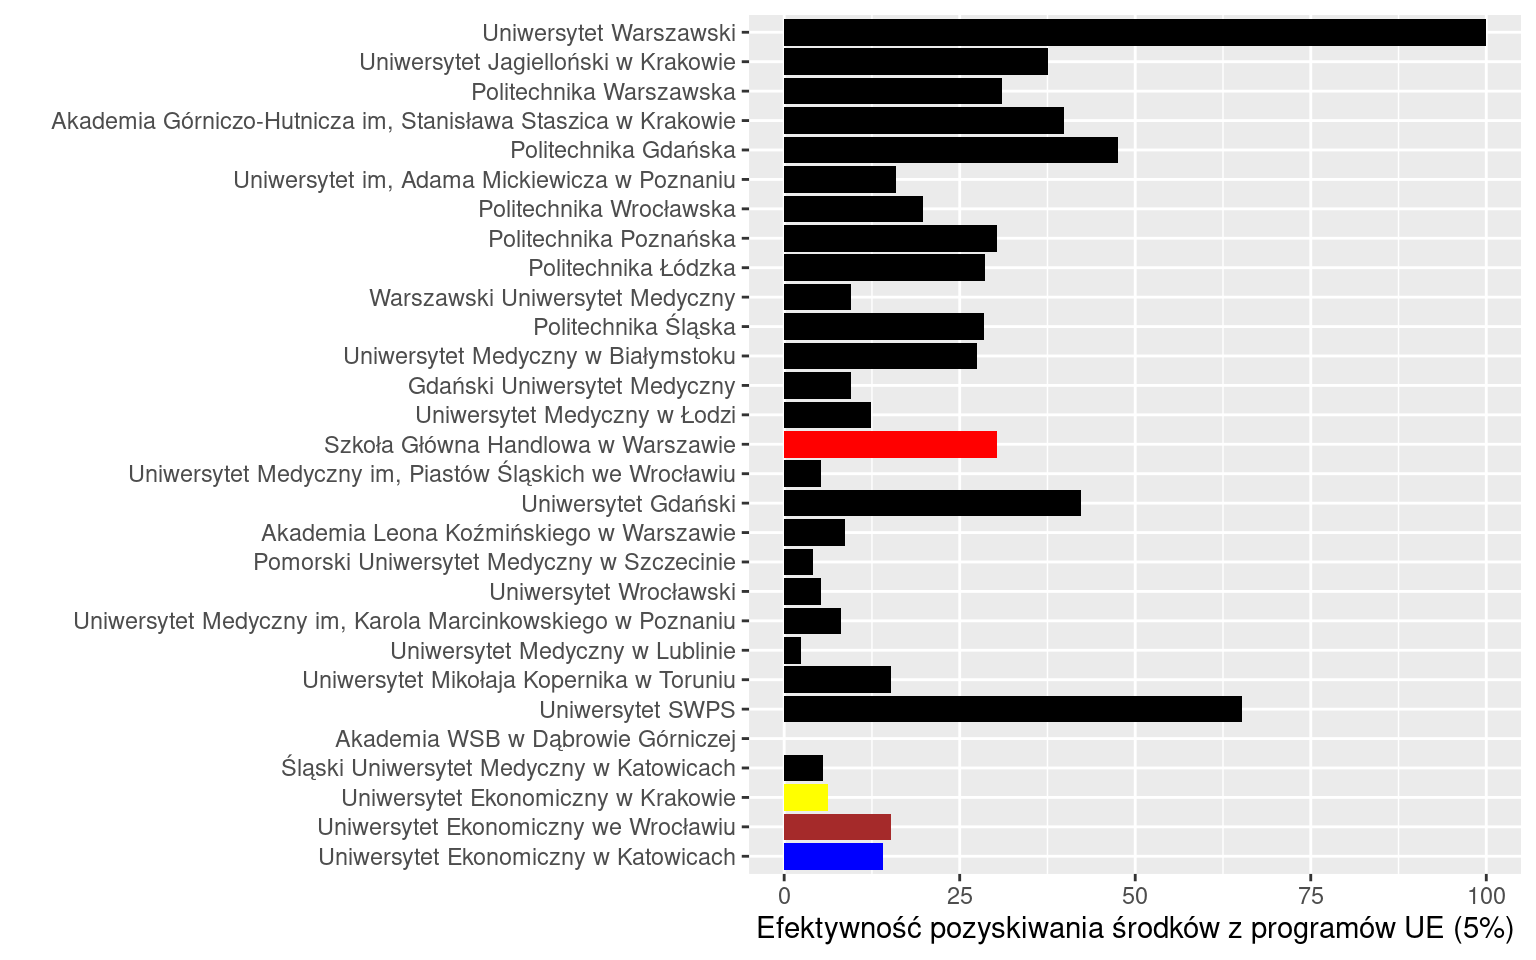 Uniwersytet Warszawski
Uniwersytet Jagielloński w Krakowie
Politechnika Warszawska
Akademia Górniczo-Hutnicza im, Stanisława Staszica w Krakowie
Politechnika Gdańska
Uniwersytet im, Adama Mickiewicza w Poznaniu
Politechnika Wrocławska
Politechnika Poznańska
Politechnika Łódzka
Warszawski Uniwersytet Medyczny
Politechnika Śląska
Uniwersytet Medyczny w Białymstoku
Gdański Uniwersytet Medyczny
Uniwersytet Medyczny w Łodzi
Szkoła Główna Handlowa w Warszawie
Uniwersytet Medyczny im, Piastów Śląskich we Wrocławiu
Uniwersytet Gdański
Akademia Leona Koźmińskiego w Warszawie
Pomorski Uniwersytet Medyczny w Szczecinie
Uniwersytet Wrocławski
Uniwersytet Medyczny im, Karola Marcinkowskiego w Poznaniu
Uniwersytet Medyczny w Lublinie
Uniwersytet Mikołaja Kopernika w Toruniu
Uniwersytet SWPS
Akademia WSB w Dąbrowie Górniczej
Śląski Uniwersytet Medyczny w Katowicach
Uniwersytet Ekonomiczny w Krakowie
Uniwersytet Ekonomiczny we Wrocławiu
Uniwersytet Ekonomiczny w Katowicach
0 25 50 75 100
Efektywność pozyskiwania środków z programów UE (5%)